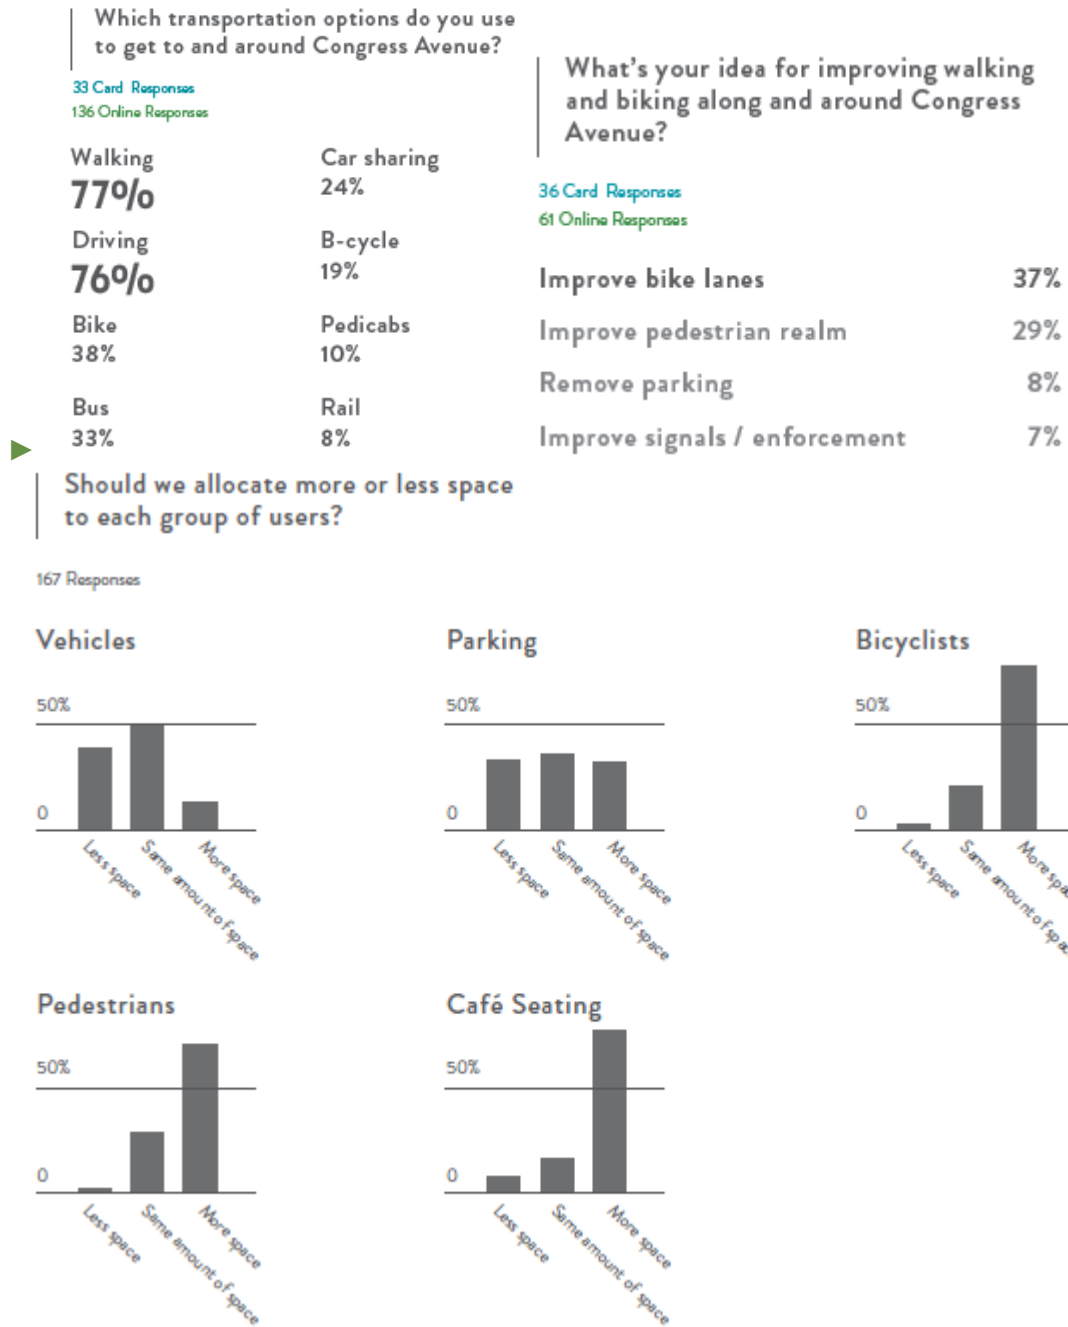 Which transportation options do you use
to get to and around Congress Avenue?
33 Card Responses
136 Online Responses
Walking
77%
Car sharing
24%
Driving
76%
B-cycle
19%
Bike
38%
Pedicabs
10%
Bus
33%
Rail
8%
What's your idea for improving walking
and biking along and around Congress
Avenue?
36 Card Responses
61 Online Responses
Improve bike lanes 37%
Improve pedestrian realm 29%
Remove parking 8%
Improve signals / enforcement 7%
Should we allocate more or less space
to each group of users?
167 Responses
Vehicles
50%
0
Less space
Same amount of space
More space
Parking
50%
0
Less space
Same amount of space
More space
Bicyclists
50%
0
Less space
Same amount of spac
More spac
Pedestrians
50%
0
Less space
Same amount of space
More space
Café Seating
50%
0
Less space
Same amount of space
More space